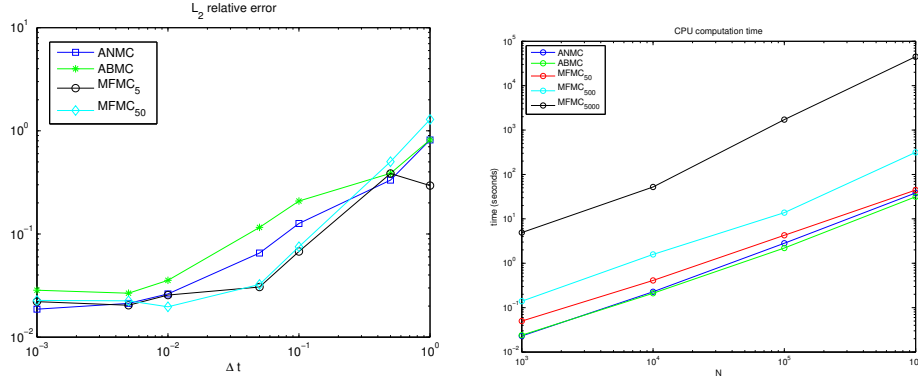 L2 relative error
10^1
10^0
10^-1
10^-2
ANMC
ABMC
MFMC5
MFMC50
10^-3
10^-2
10^-1
10^0
Δ t
CPU computation time
10^5
10^4
10^3
10^2
10^1
10^0
10^-1
10^-2
time (seconds)
ANMC
ABMC
MFMC50
MFMC500
MFMC5000
10^3
10^4
10^5
N